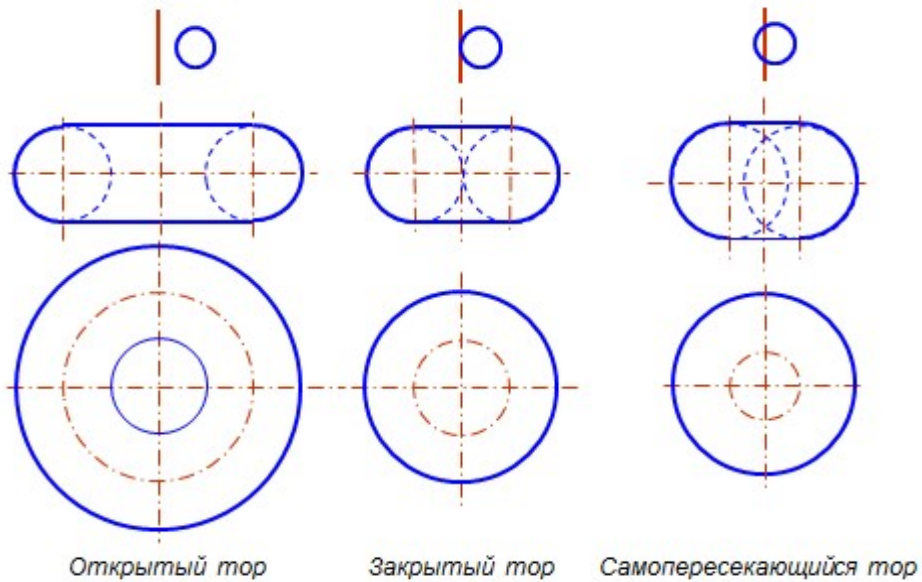 Открытый тор
Закрытый тор
Самопересекающийся тор